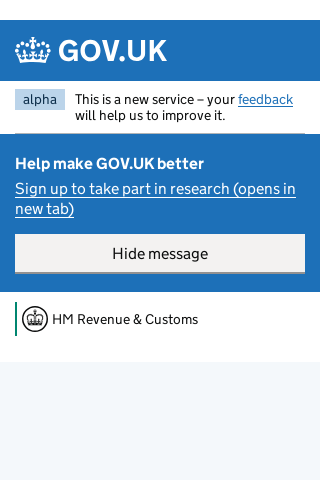 GOV.UK
alpha
This is a new service – your feedback
will help us to improve it.
Help make GOV.UK better
Sign up to take part in research (opens in
new tab)
Hide message
HM Revenue & Customs